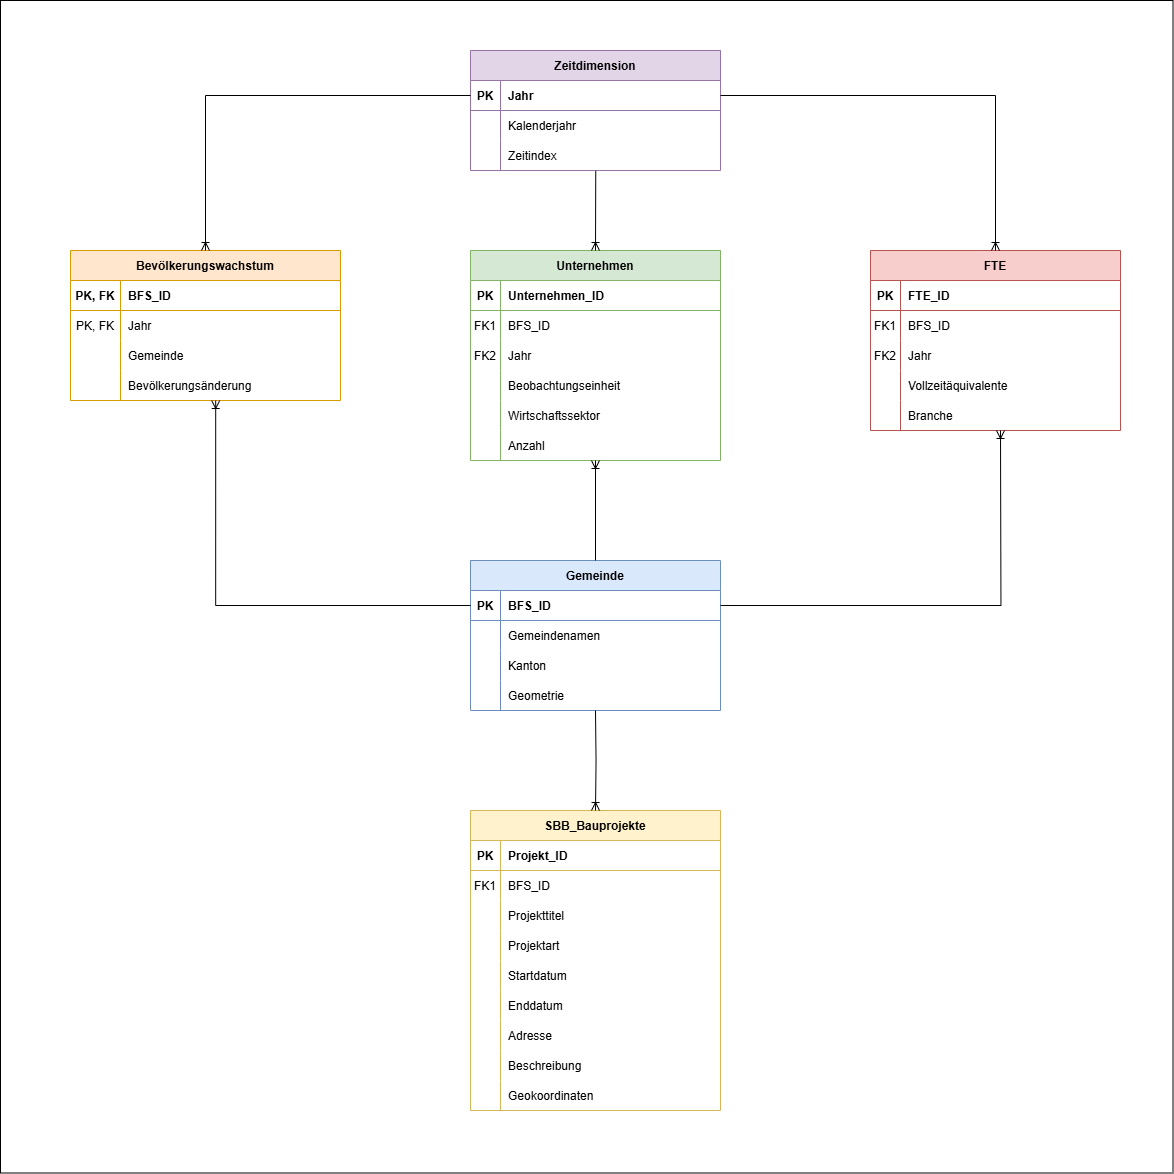 Zeitdimension
PK Jahr
Kalenderjahr
Zeitindex
Bevölkerungswachstum
PK, FK BFS_ID
PK, FK Jahr
Gemeinde
Bevölkerungsänderung
Unternehmen
PK Unternehmen_ID
FK1 BFS_ID
FK2 Jahr
Beobachtungseinheit
Wirtschaftssektor
Anzahl
FTE
PK FTE_ID
FK1 BFS_ID
FK2 Jahr
Vollzeitäquivalente
Branche
Gemeinde
PK BFS_ID
Gemeindenamen
Kanton
Geometrie
SBB_Bauprojekte
PK Projekt_ID
FK1 BFS_ID
Projekttitel
Projektart
Startdatum
Enddatum
Adresse
Beschreibung
Geokoordinaten